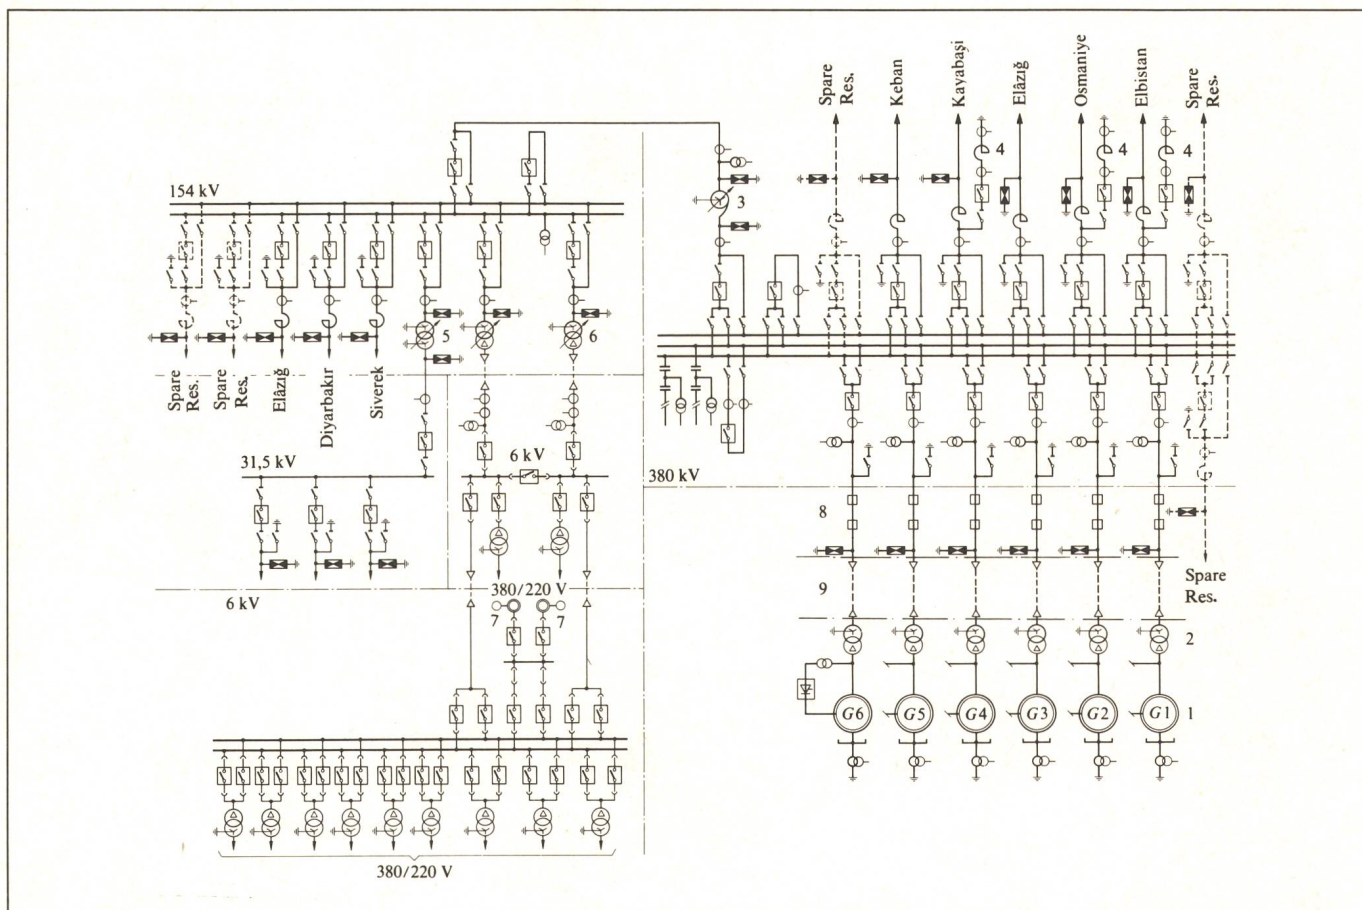 Spare
Res.
Keban
Kayabaşi
Elâzığ
Osmaniye
Elbistan
Spare
Res.
4
4
4
154 kV
3
5
6
Spare
Res.
Spare
Res.
Elâzığ
Diyarbakır
Siverek
31,5 kV
6 kV
380 kV
8
380/220 V
6 kV
9
Spare
Res.
7
7
2
G6
G5
G4
G3
G2
G1
1
380/220 V